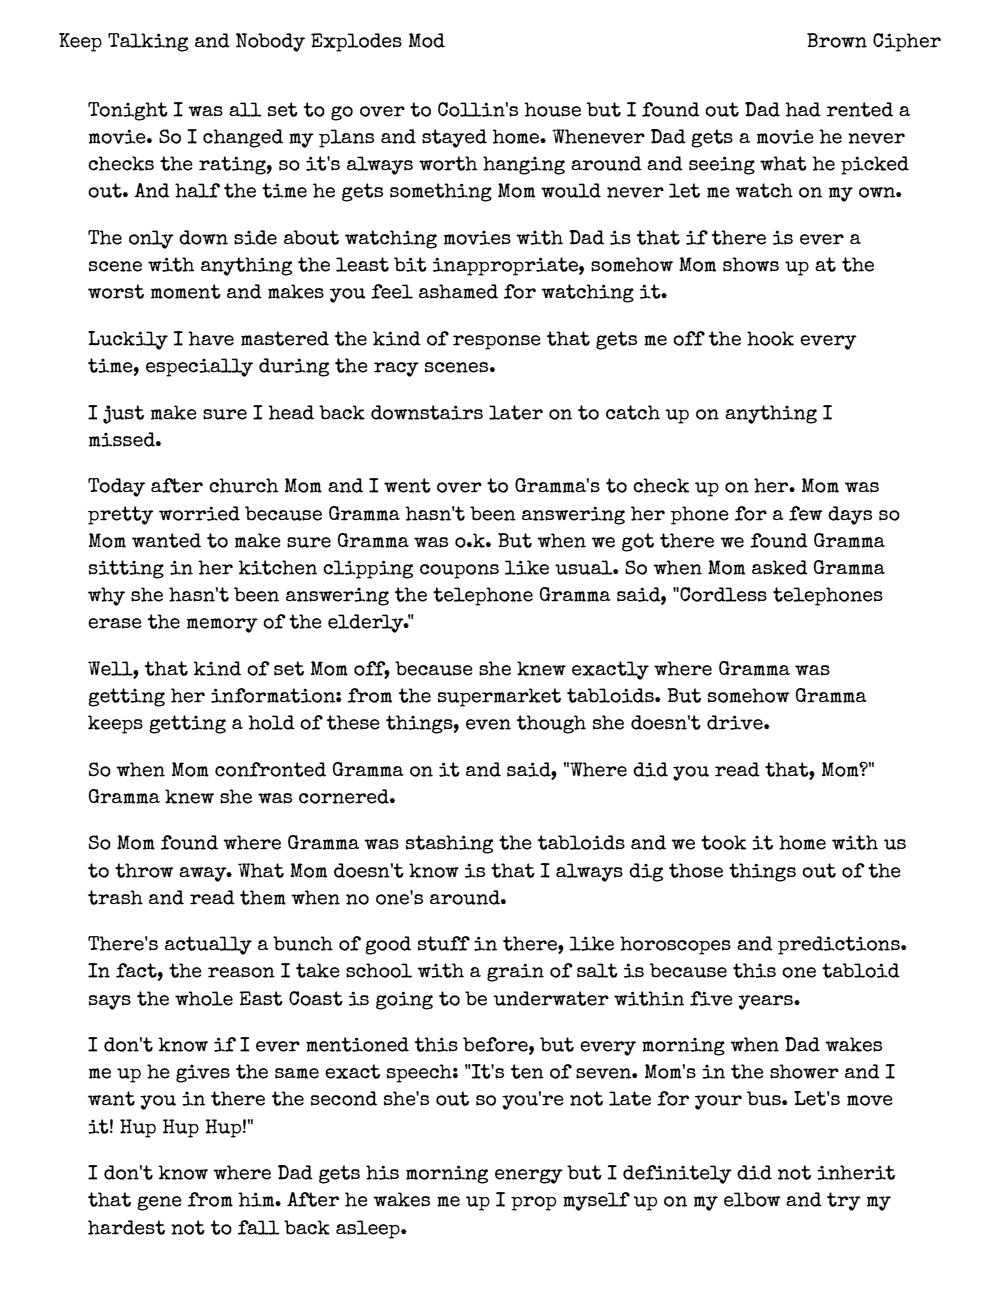 Keep Talking and Nobody Explodes Mod
Brown Cipher
Tonight I was all set to go over to Collin's house but I found out Dad had rented a
movie. So I changed my plans and stayed home. Whenever Dad gets a movie he never
checks the rating, so it's always worth hanging around and seeing what he picked
out. And half the time he gets something Mom would never let me watch on my own.
The only down side about watching movies with Dad is that if there is ever a
scene with anything the least bit inappropriate, somehow Mom shows up at the
worst moment and makes you feel ashamed for watching it.
Luckily I have mastered the kind of response that gets me off the hook every
time, especially during the racy scenes.
I just make sure I head back downstairs later on to catch up on anything I
missed.
Today after church Mom and I went over to Gramma's to check up on her. Mom was
pretty worried because Gramma hasn't been answering her phone for a few days so
Mom wanted to make sure Gramma was o.k. But when we got there we found Gramma
sitting in her kitchen clipping coupons like usual. So when Mom asked Gramma
why she hasn't been answering the telephone Gramma said, "Cordless telephones
erase the memory of the elderly."
Well, that kind of set Mom off, because she knew exactly where Gramma was
getting her information: from the supermarket tabloids. But somehow Gramma
keeps getting a hold of these things, even though she doesn't drive.
So when Mom confronted Gramma on it and said, "Where did you read that, Mom?"
Gramma knew she was cornered.
So Mom found where Gramma was stashing the tabloids and we took it home with us
to throw away. What Mom doesn't know is that I always dig those things out of the
trash and read them when no one's around.
There's actually a bunch of good stuff in there, like horoscopes and predictions.
In fact, the reason I take school with a grain of salt is because this one tabloid
says the whole East Coast is going to be underwater within five years.
I don't know if I ever mentioned this before, but every morning when Dad wakes
me up he gives the same exact speech: "It's ten of seven. Mom's in the shower and I
want you in there the second she's out so you're not late for your bus. Let's move
it! Hup Hup Hup!"
I don't know where Dad gets his morning energy but I definitely did not inherit
that gene from him. After he wakes me up I prop myself up on my elbow and try my
hardest not to fall back asleep.